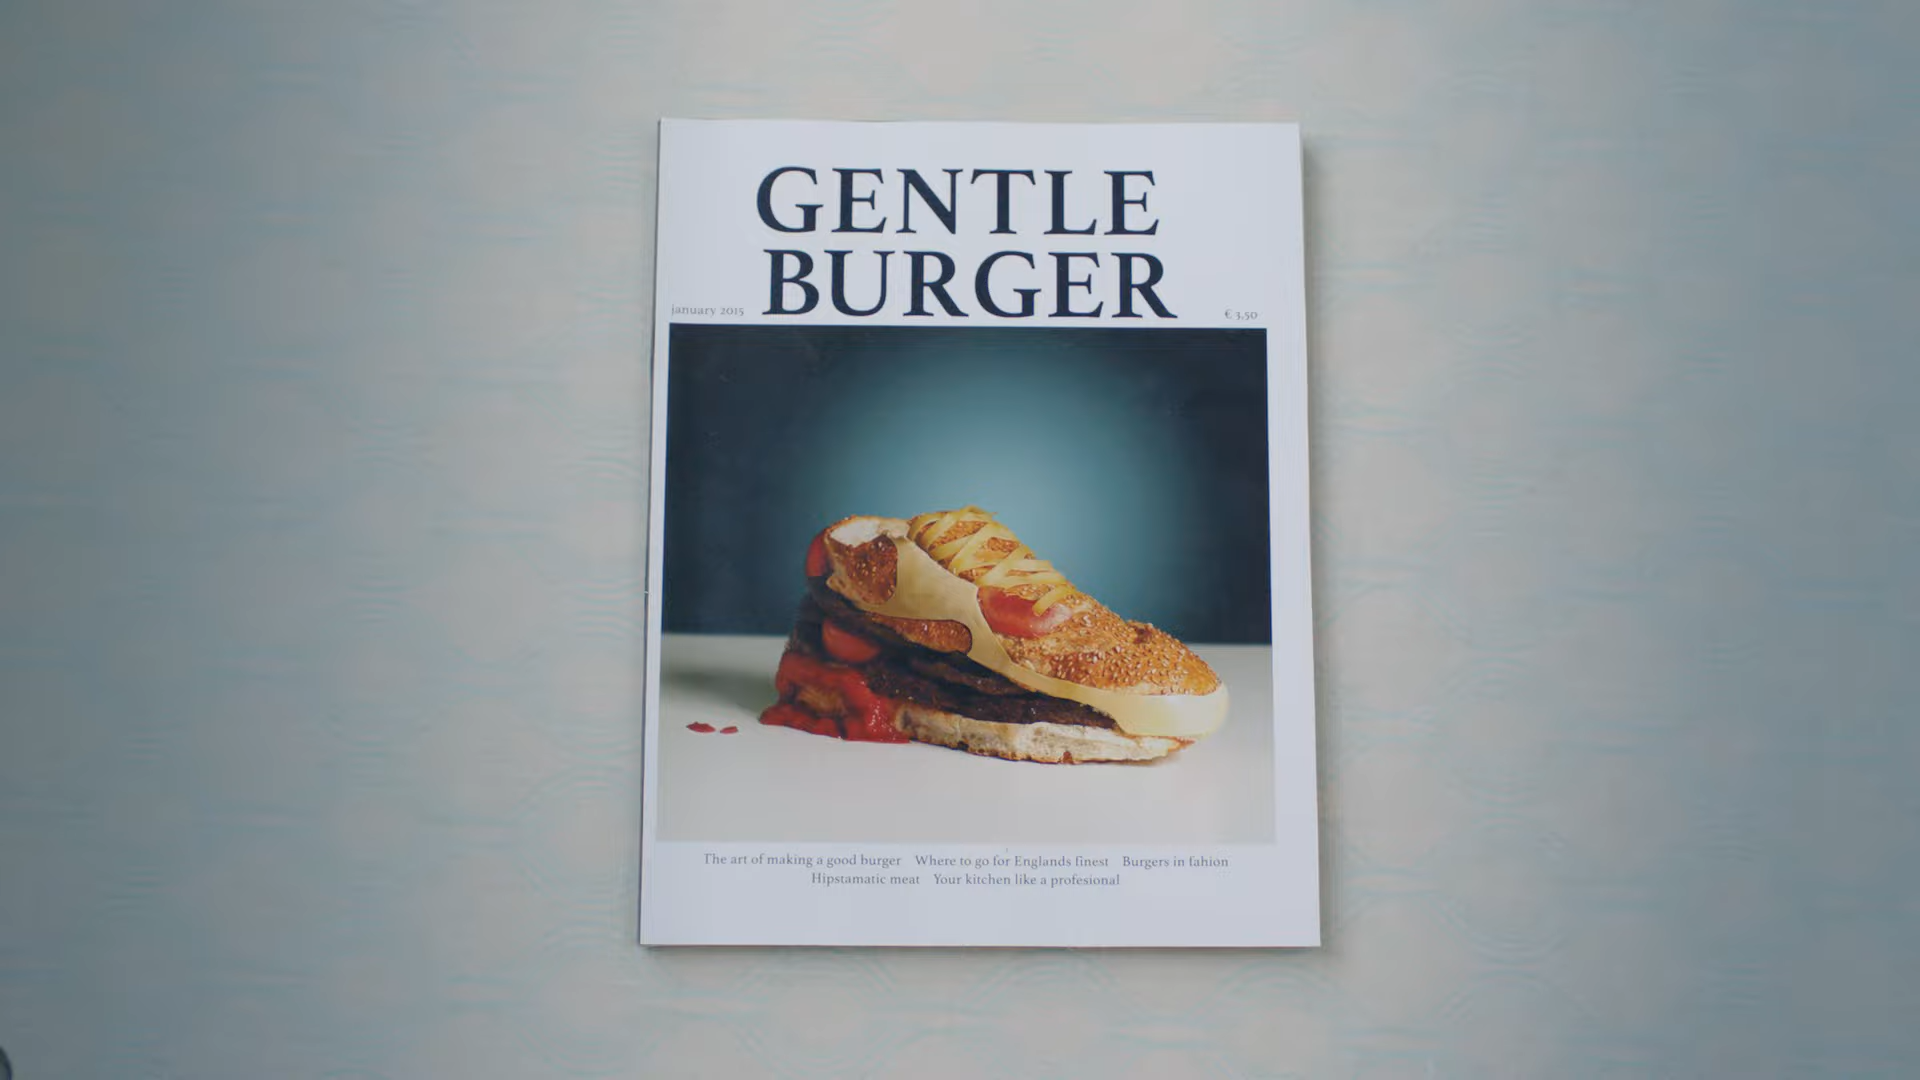 GENTLE
BURGER
january 2015
€ 3,50
The art of making a good burger Where to go for Englands finest Burgers in fahion
Hipstamatic meat Your kitchen like a profesional